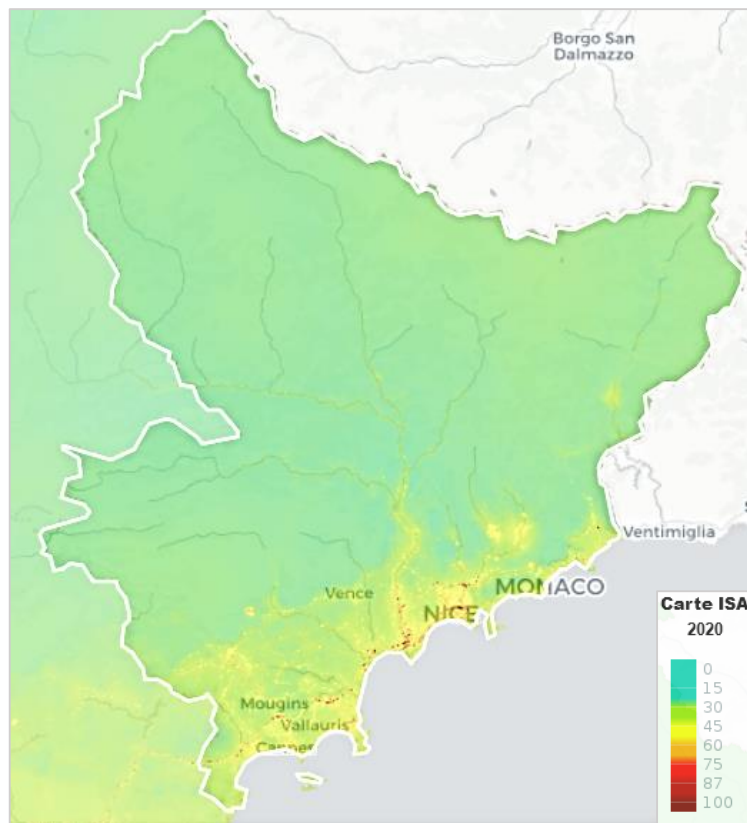 Borgo San
Dalmazzo
Ventimiglia
MONACO
Vence
NICE
Mougins
Vallauris
Cannes
Carte ISA
2020
0
15
30
45
60
75
87
100